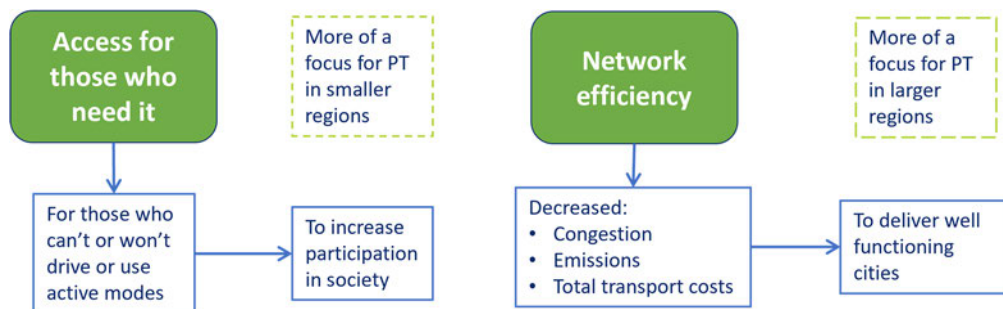 Access for
those who
need it
More of a
focus for PT
in smaller
regions
For those who
can't or won't
drive or use
active modes
To increase
participation
in society
Network
efficiency
More of a
focus for PT
in larger
regions
Decreased:
• Congestion
• Emissions
• Total transport costs
To deliver well
functioning
cities